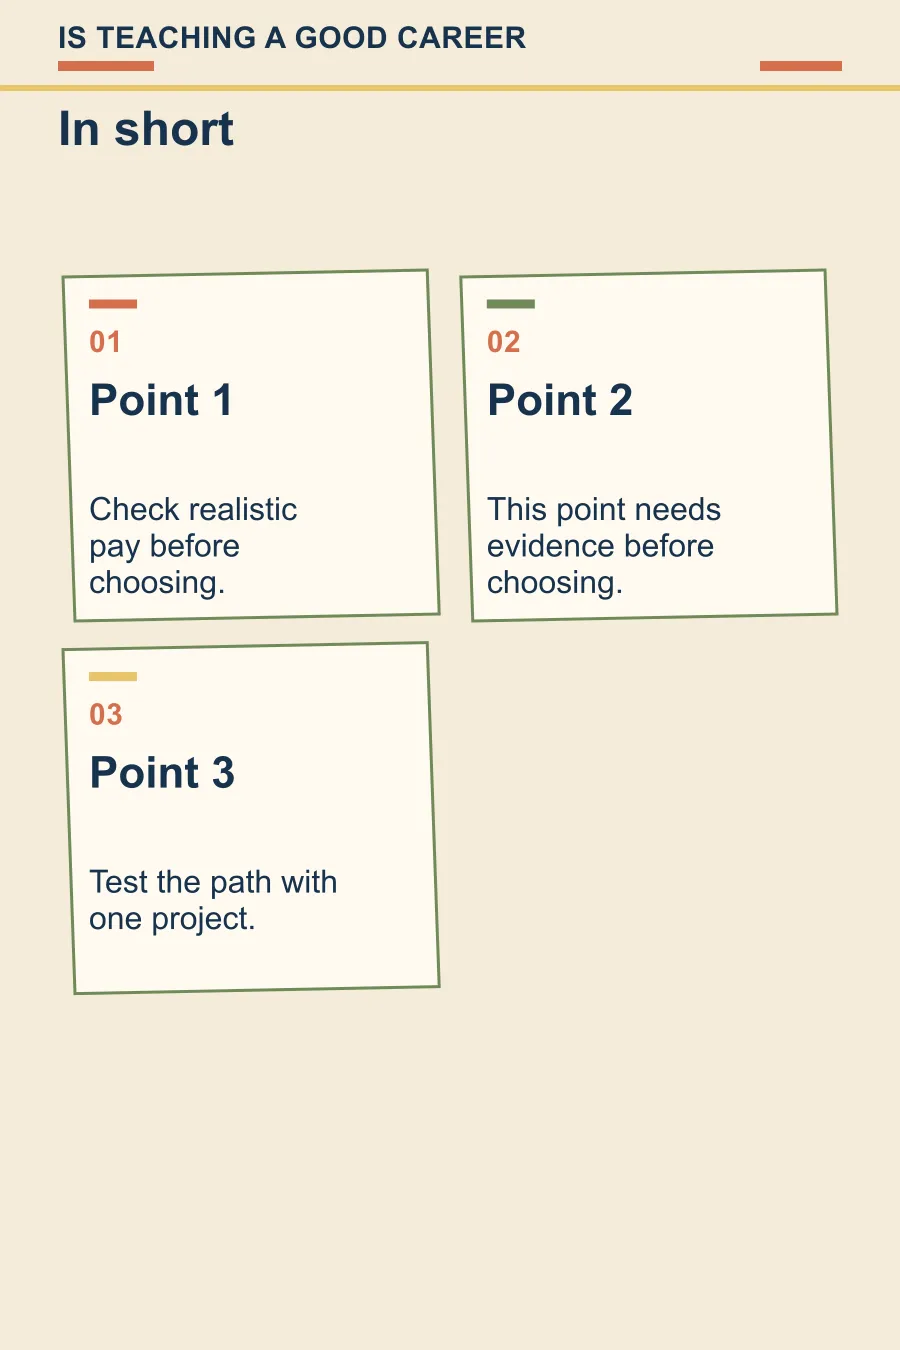 IS TEACHING A GOOD CAREER
In short
01
Point 1
Check realistic
pay before
choosing.
02
Point 2
This point needs
evidence before
choosing.
03
Point 3
Test the path with
one project.